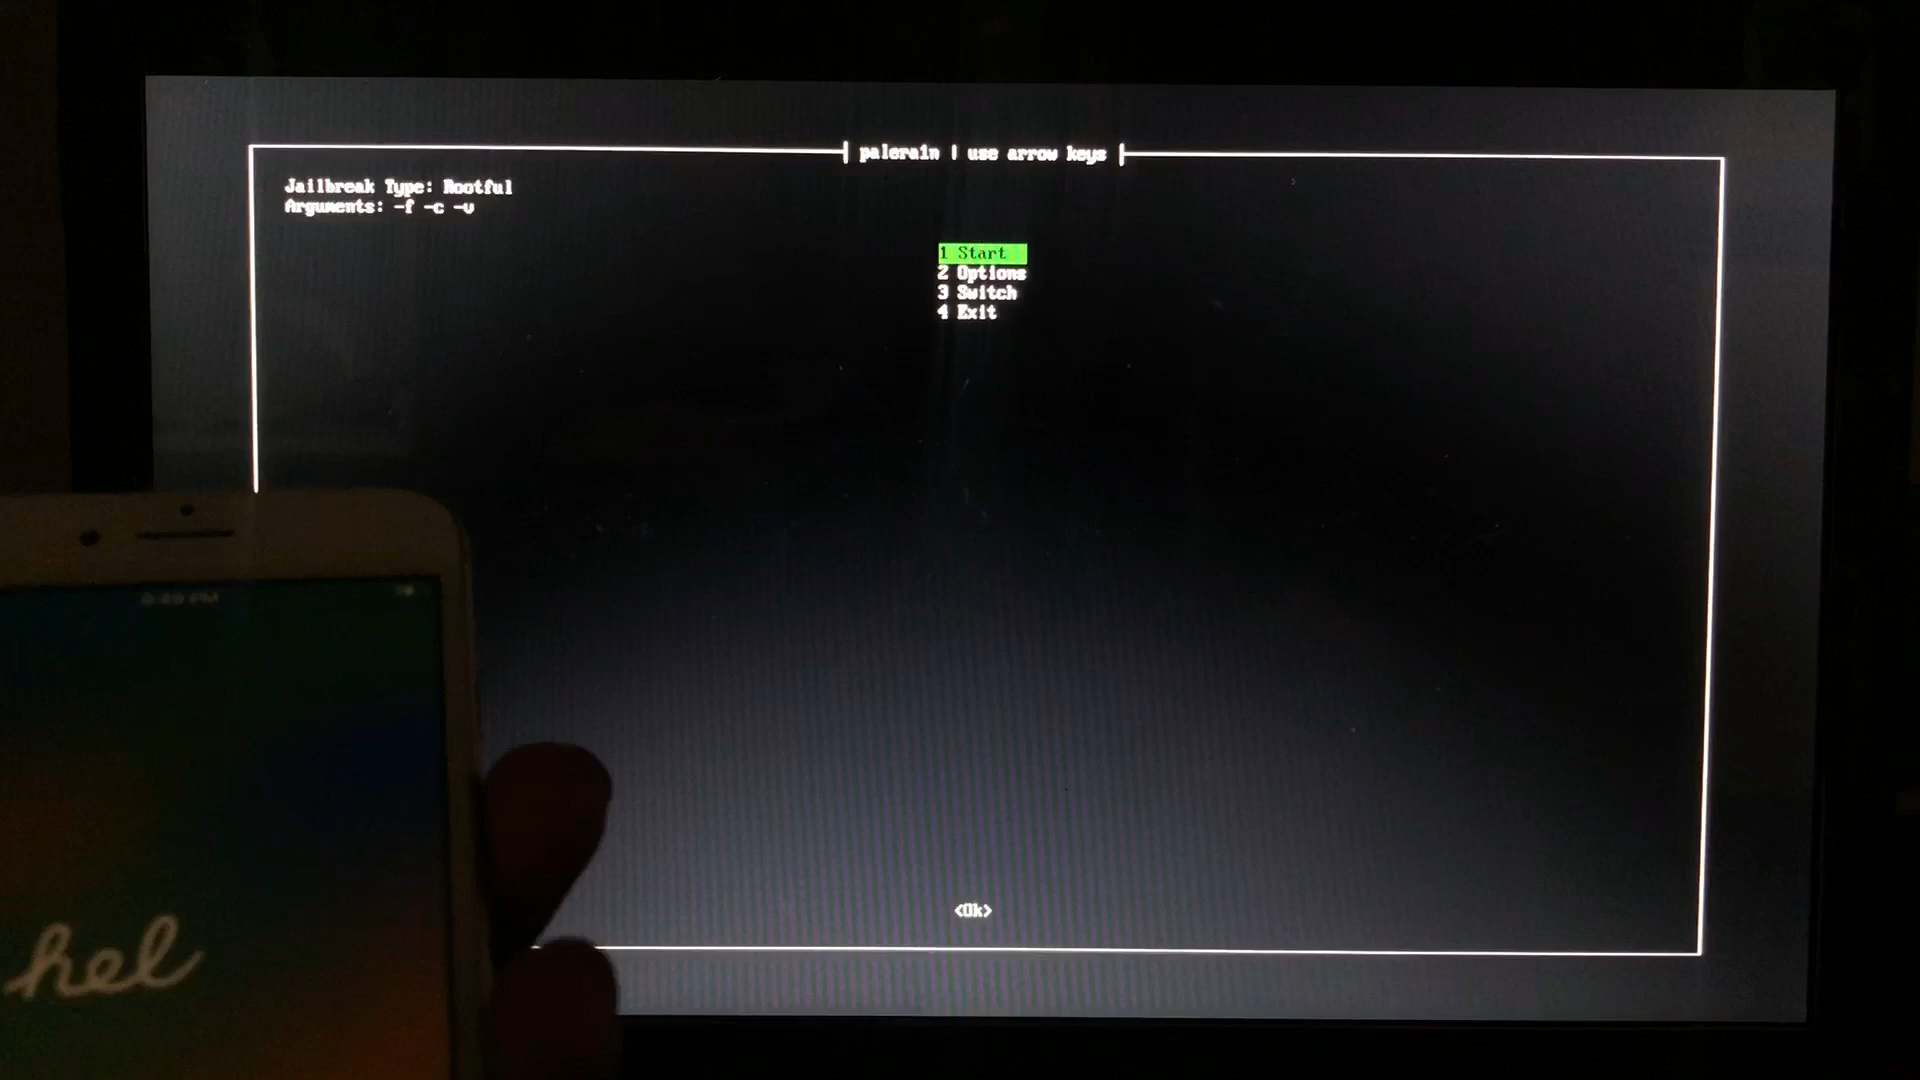 palera1n | use arrow keys
Jailbreak Type: Rootful
Arguments: -f -c -v
1 Start
2 Options
3 Switch
4 Exit
<Ok>
hel